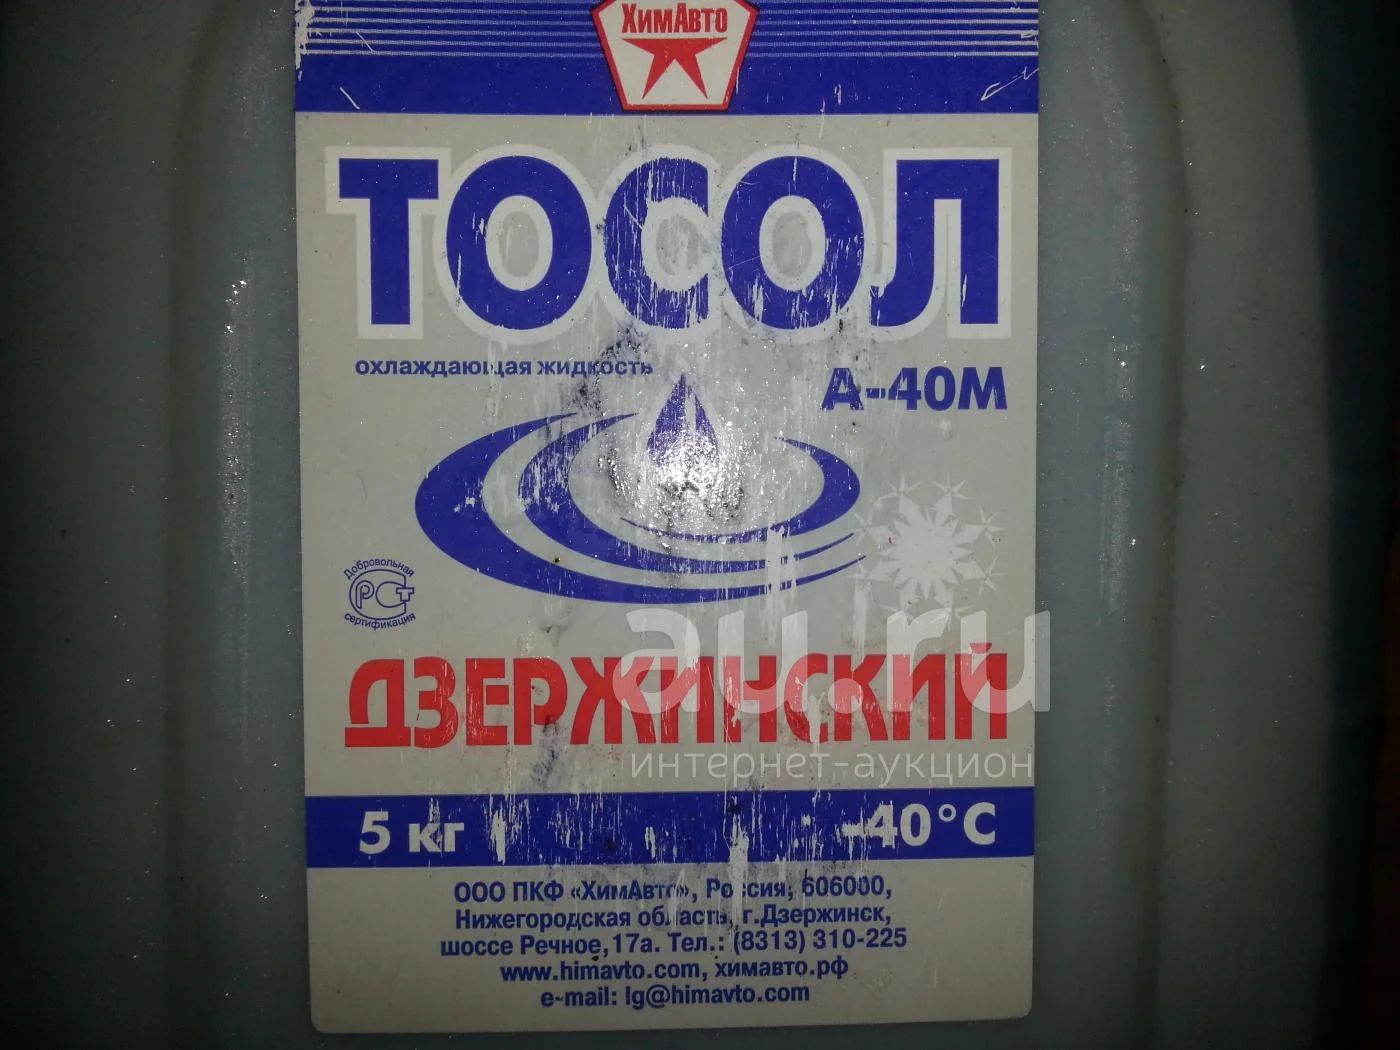 ХимАвто
ТОСОЛ
охлаждающая жидкость
А-40М
Добровольная
РСТ
сертификация
ДЗЕРЖИНСКИЙ
au.ru
интернет-аукцион
5 кг
-40°С
ООО ПКФ «ХимАвто», Россия, 606000,
Нижегородская область, г.Дзержинск,
шоссе Речное,17а. Тел.: (8313) 310-225
www.himavto.com, химавто.рф
e-mail: lg@himavto.com